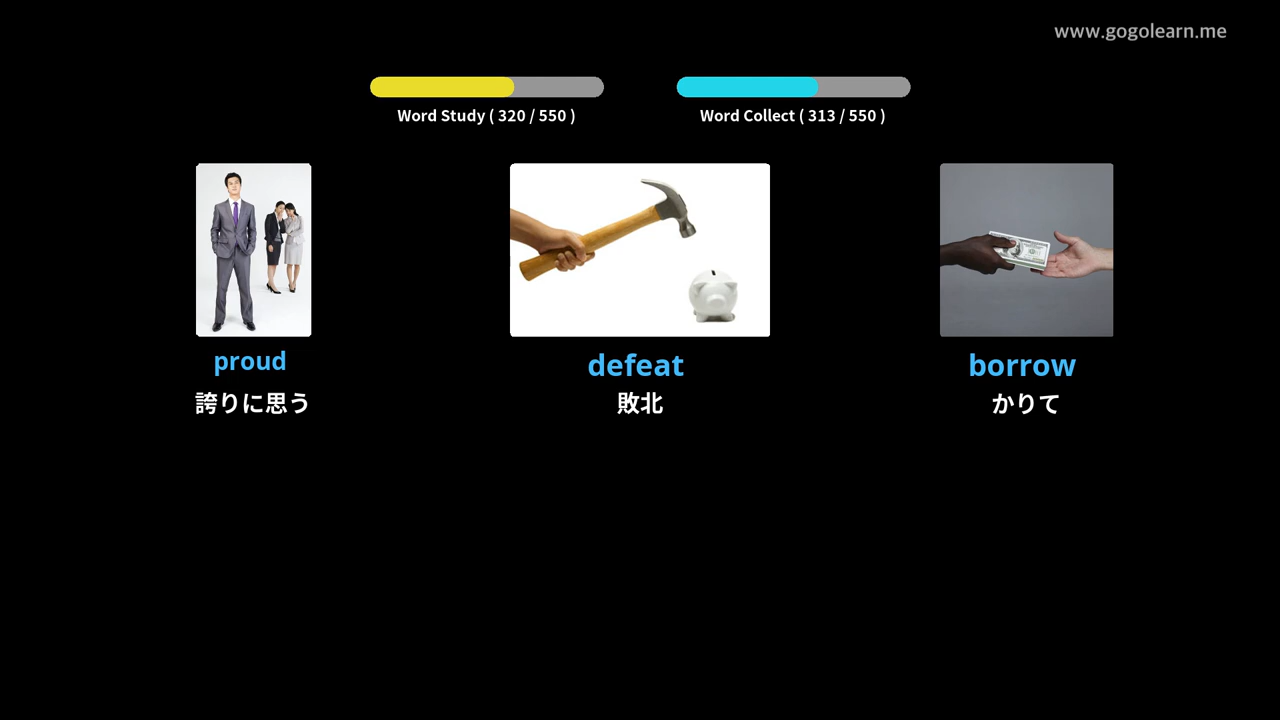 www.gogolearn.me
Word Study ( 320 / 550 )
Word Collect ( 313 / 550 )
proud
誇りに思う
defeat
敗北
borrow
かりて